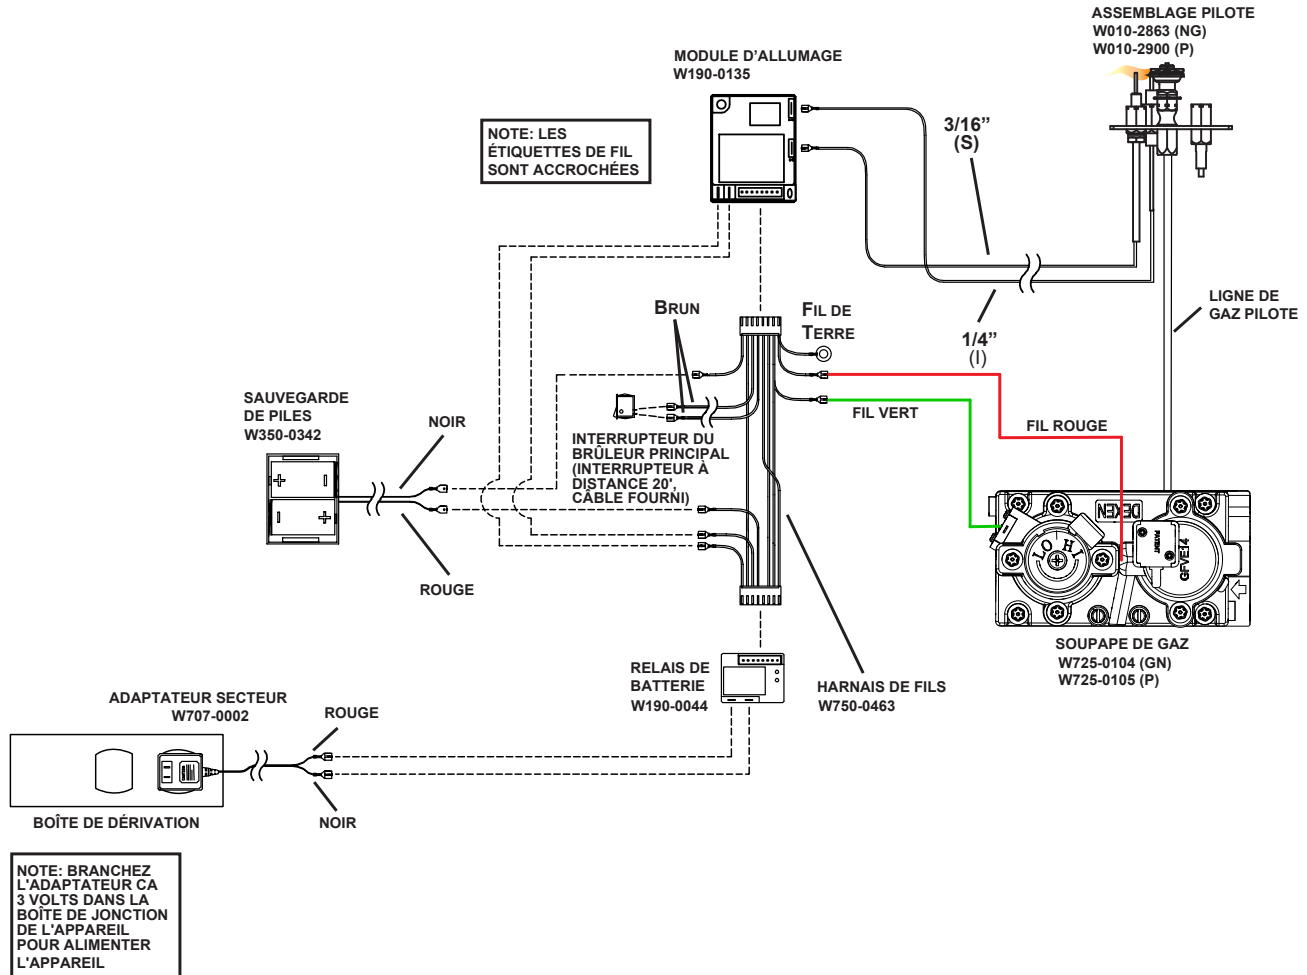 ASSEMBLAGE PILOTE
W010-2863 (NG)
W010-2900 (P)
MODULE D'ALLUMAGE
W190-0135
NOTE: LES
ÉTIQUETTES DE FIL
SONT ACCROCHÉES
3/16”
(S)
1/4”
(I)
LIGNE DE
GAZ PILOTE
BRUN
FIL DE
TERRE
SAUVEGARDE
DE PILES
W350-0342
NOIR
ROUGE
INTERRUPTEUR DU
BRÛLEUR PRINCIPAL
(INTERRUPTEUR À
DISTANCE 20',
CÂBLE FOURNI)
FIL VERT
FIL ROUGE
DEXEN
LO HI
PATENT
GFVE14
SOUPAPE DE GAZ
W725-0104 (GN)
W725-0105 (P)
RELAIS DE
BATTERIE
W190-0044
HARNAIS DE FILS
W750-0463
ADAPTATEUR SECTEUR
W707-0002
ROUGE
NOIR
BOÎTE DE DÉRIVATION
NOTE: BRANCHEZ
L'ADAPTATEUR CA
3 VOLTS DANS LA
BOÎTE DE JONCTION
DE L'APPAREIL
POUR ALIMENTER
L'APPAREIL